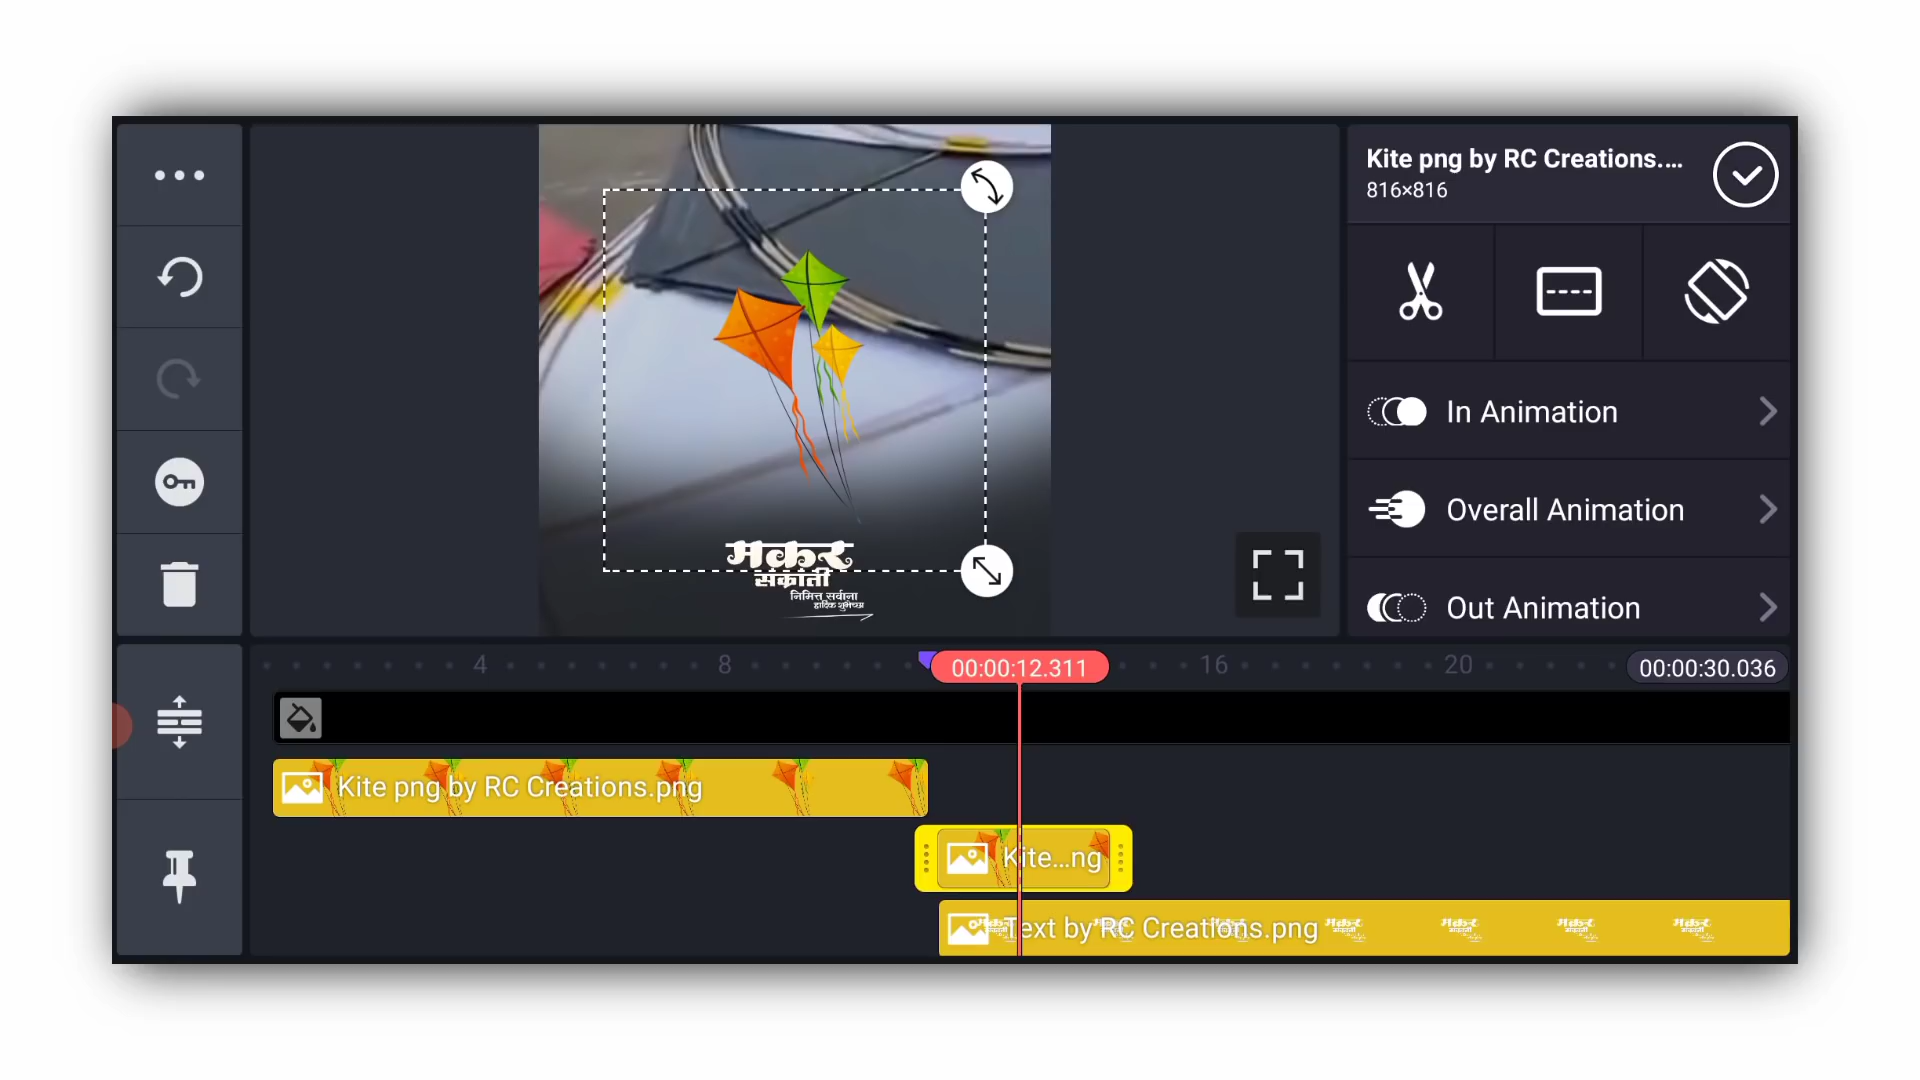 Kite png by RC Creations....
816×816
In Animation
Overall Animation
Out Animation
मकर
संक्रांती
निमित्त सर्वांना
हार्दिक शुभेच्छा
4
8
00:00:12.311
16
20
00:00:30.036
Kite png by RC Creations.png
Kite...ng
Text by RC Creations.png